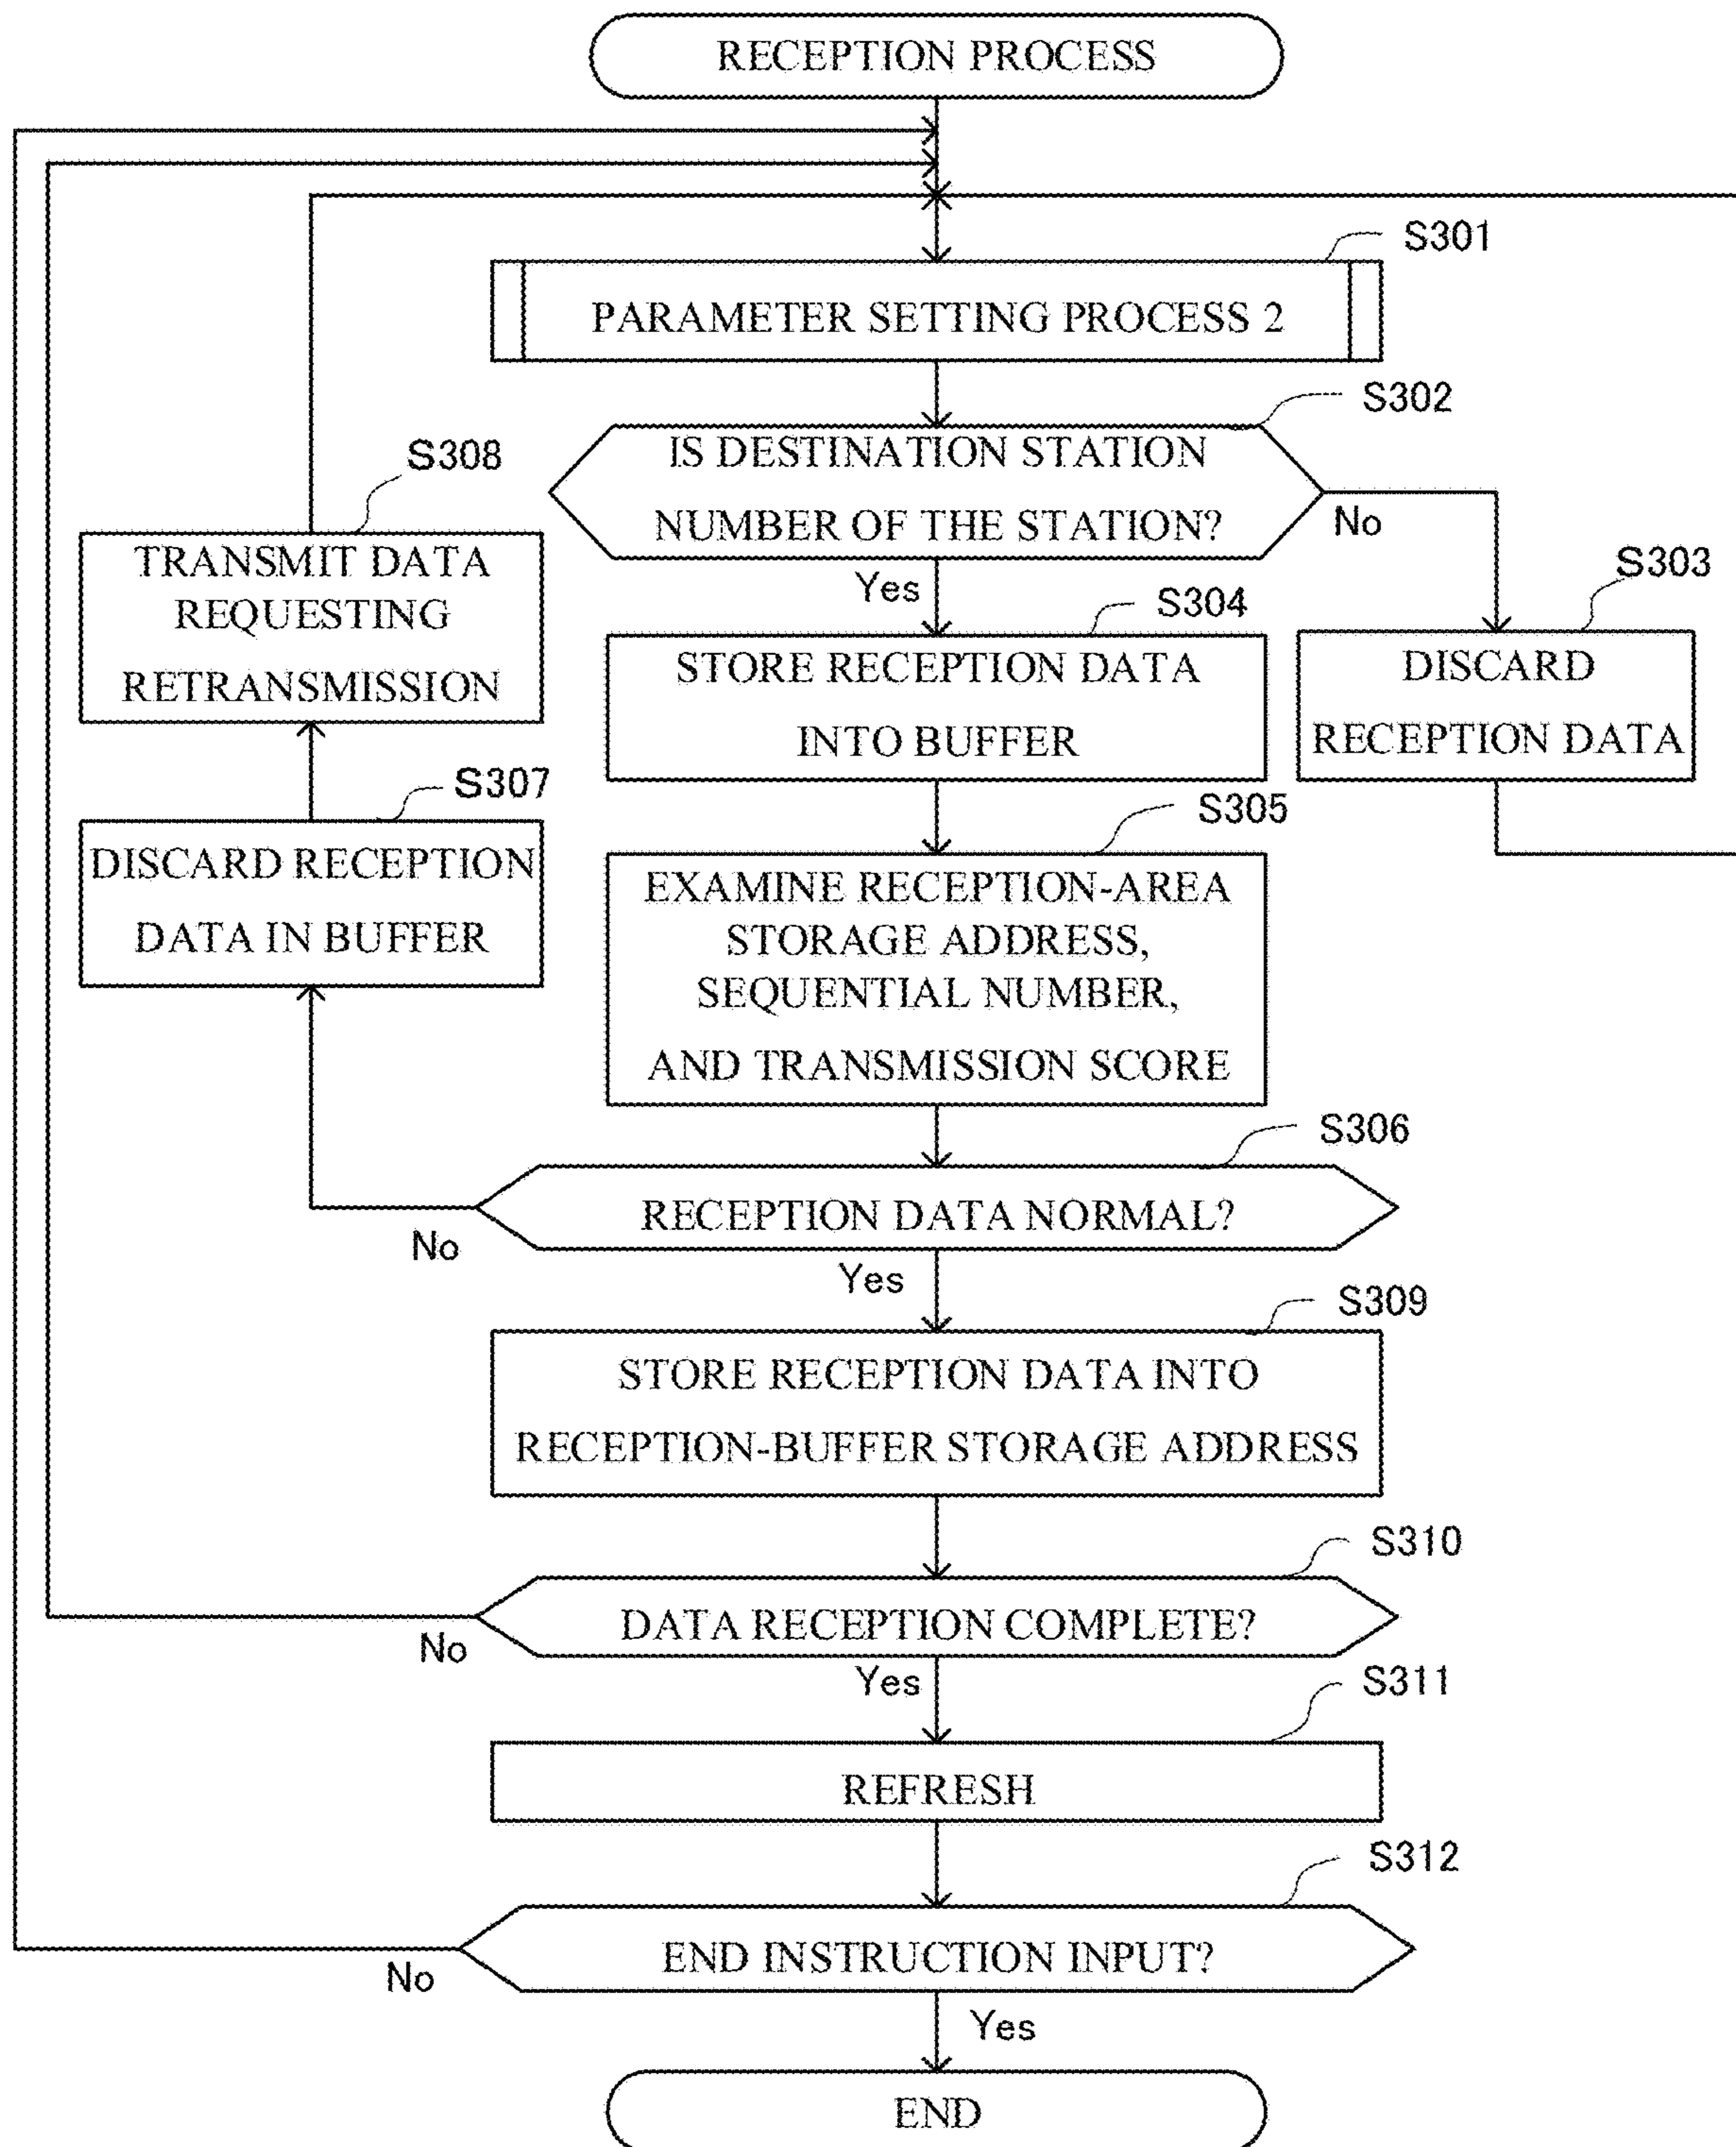 RECEPTION PROCESS
S301
PARAMETER SETTING PROCESS 2
S302
IS DESTINATION STATION
NUMBER OF THE STATION?
No
Yes
S303
DISCARD
RECEPTION DATA
S304
STORE RECEPTION DATA
INTO BUFFER
S305
EXAMINE RECEPTION-AREA
STORAGE ADDRESS,
SEQUENTIAL NUMBER,
AND TRANSMISSION SCORE
S306
RECEPTION DATA NORMAL?
No
Yes
S307
DISCARD RECEPTION
DATA IN BUFFER
S308
TRANSMIT DATA
REQUESTING
RETRANSMISSION
S309
STORE RECEPTION DATA INTO
RECEPTION-BUFFER STORAGE ADDRESS
S310
DATA RECEPTION COMPLETE?
No
Yes
S311
REFRESH
S312
END INSTRUCTION INPUT?
No
Yes
END